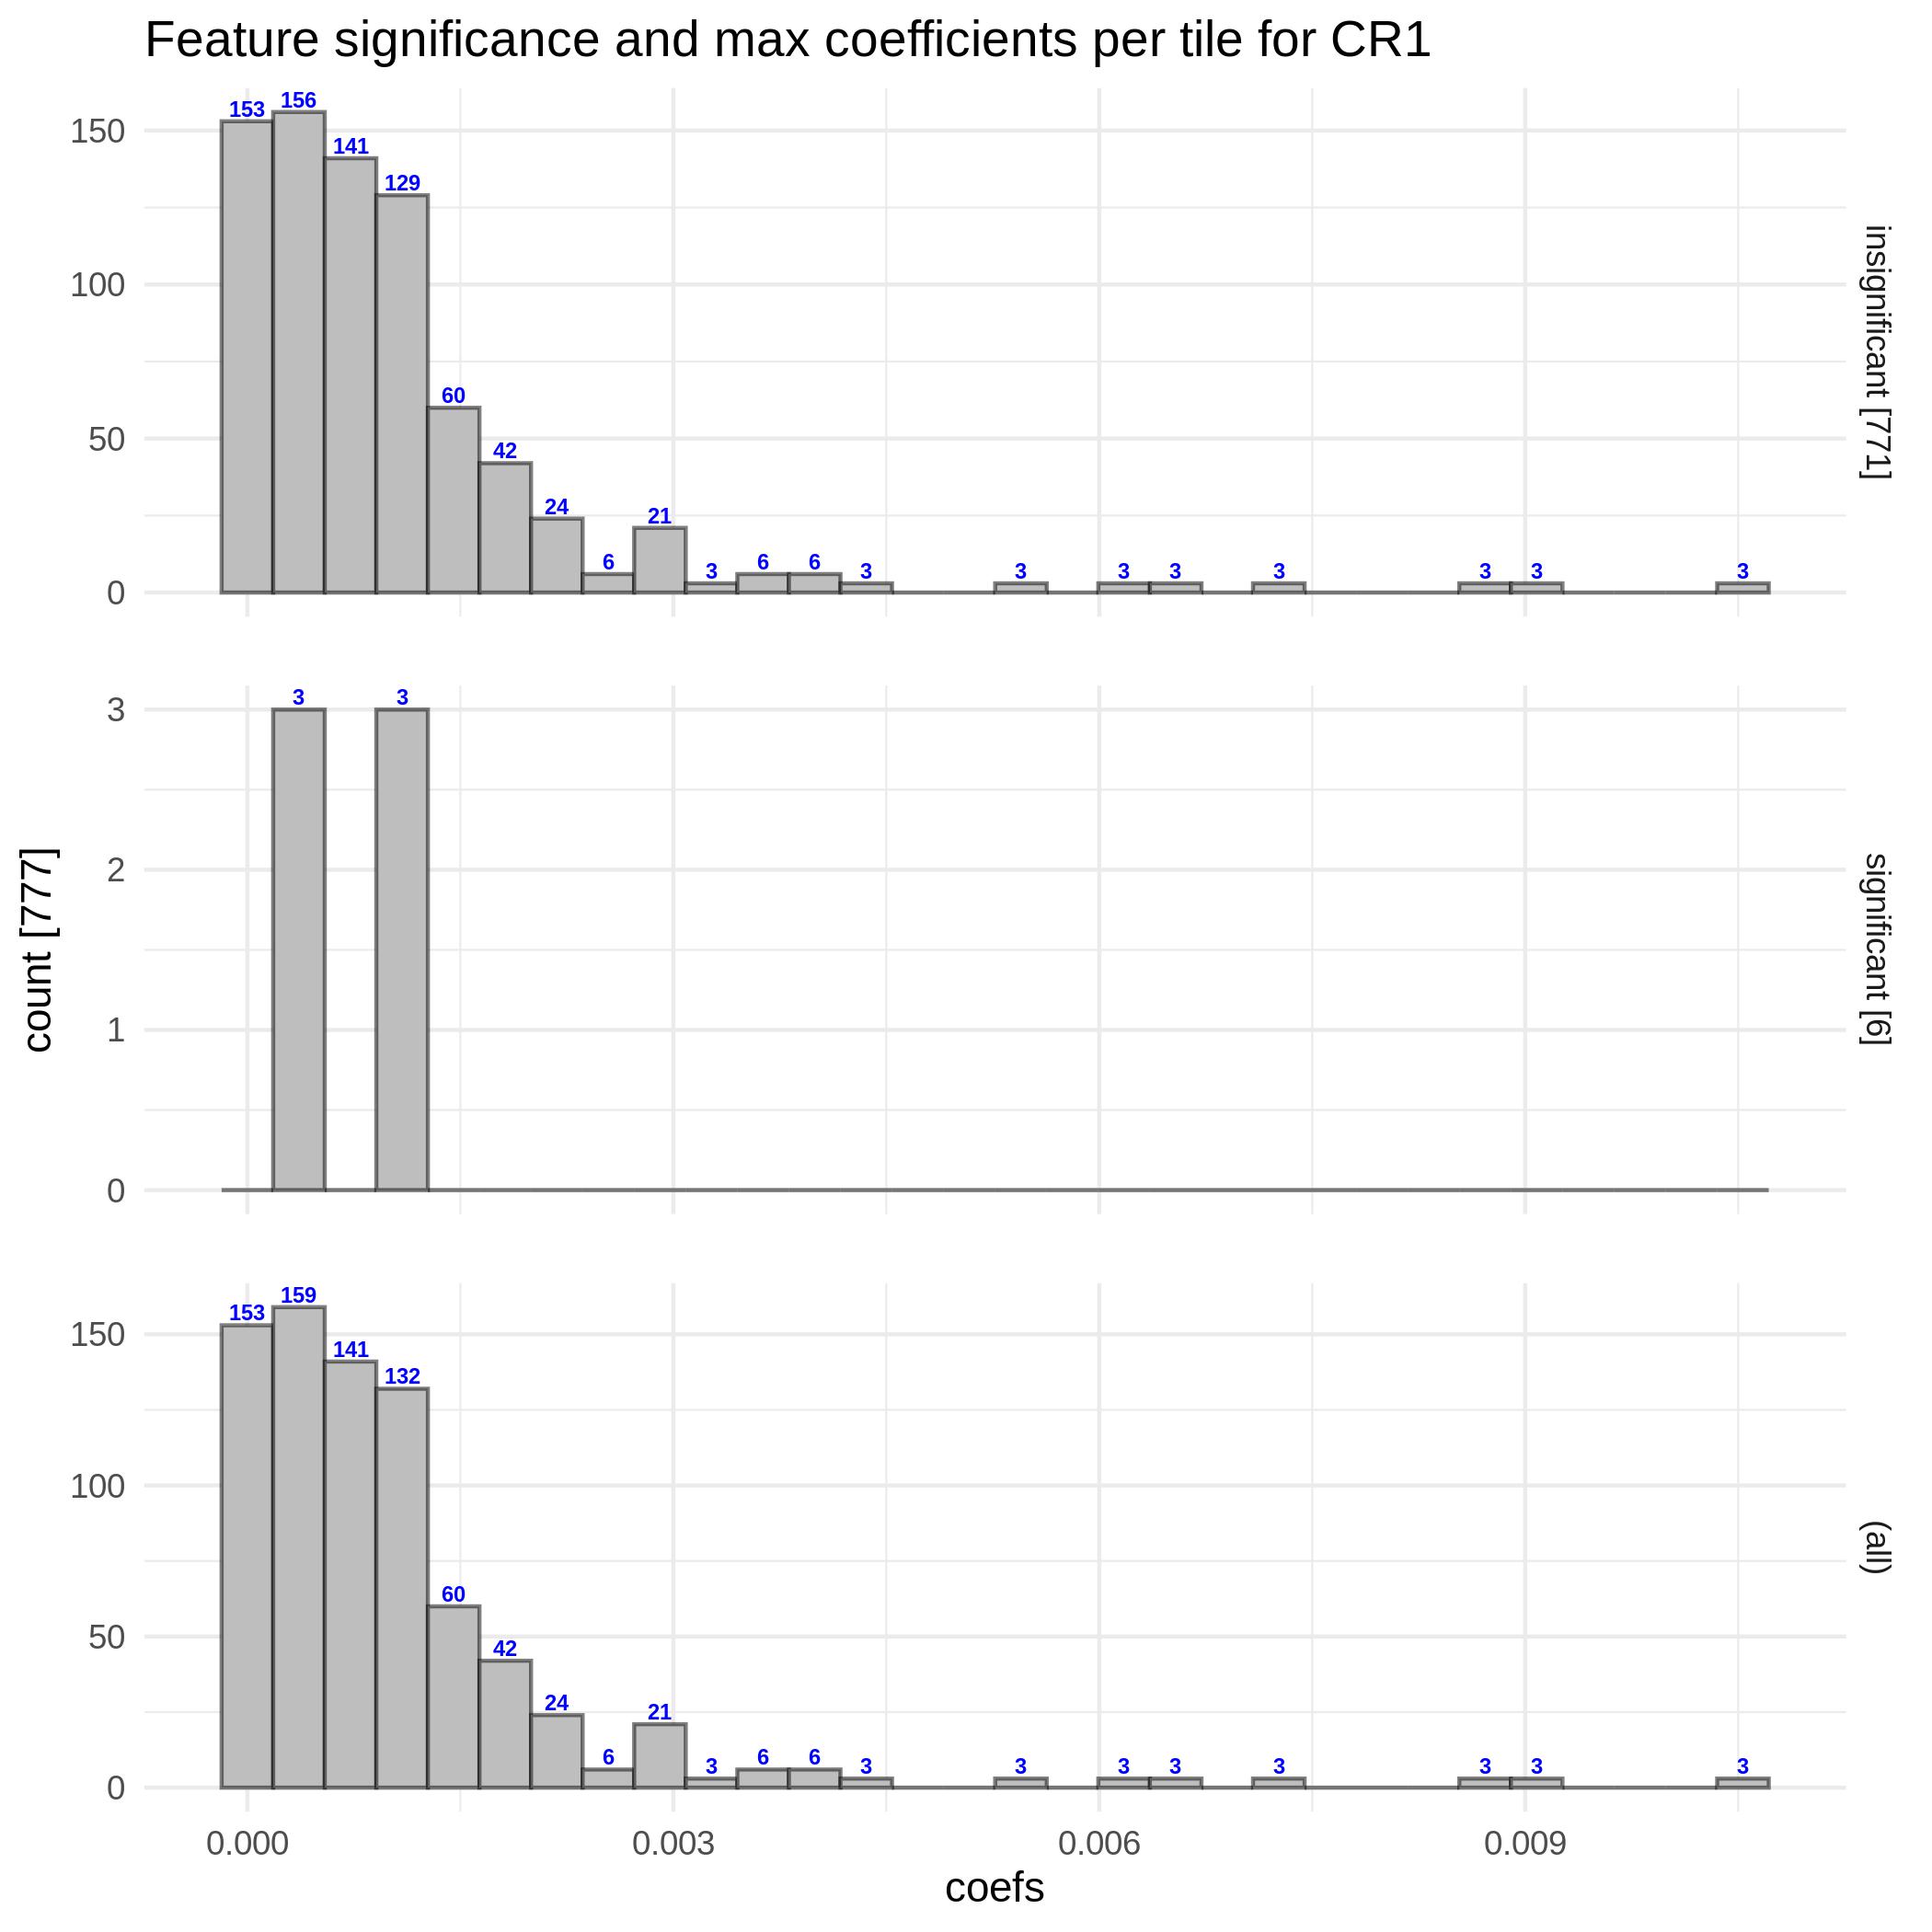 Feature significance and max coefficients per tile for CR1
153 156 141 129 60 42 24 6 21 3 6 6 3 3 3 3 3 3 3 3
150
100
50
0
insignificant [771]
3 3
3
2
1
0
significant [6]
count [777]
153 159 141 132 60 42 24 6 21 3 6 6 3 3 3 3 3 3 3 3
150
100
50
0
(all)
0.000 0.003 0.006 0.009
coefs